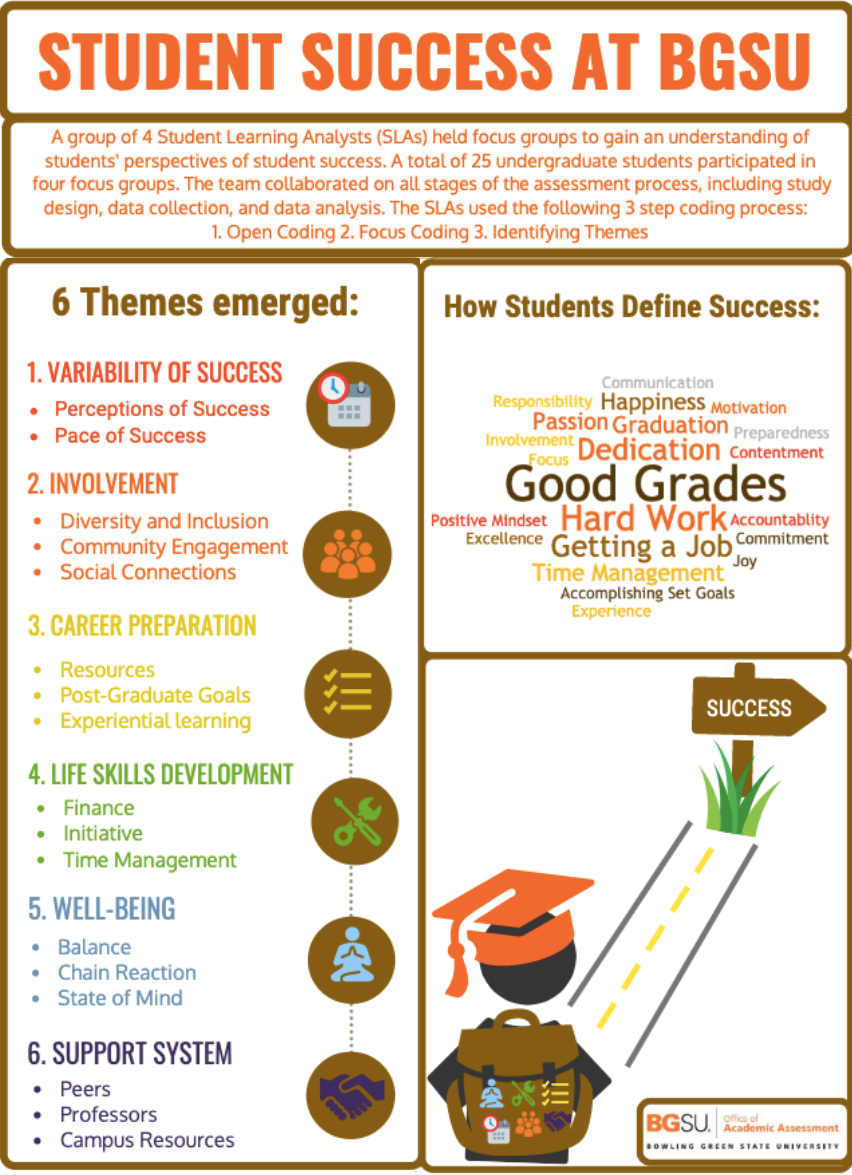 STUDENT SUCCESS AT BGSU
A group of 4 Student Learning Analysts (SLAs) held focus groups to gain an understanding of
students' perspectives of student success. A total of 25 undergraduate students participated in
four focus groups. The team collaborated on all stages of the assessment process, including study
design, data collection, and data analysis. The SLAs used the following 3 step coding process:
1. Open Coding 2. Focus Coding 3. Identifying Themes
6 Themes emerged:
1. VARIABILITY OF SUCCESS
• Perceptions of Success
• Pace of Success
2. INVOLVEMENT
• Diversity and Inclusion
• Community Engagement
• Social Connections
3. CAREER PREPARATION
• Resources
• Post-Graduate Goals
• Experiential learning
4. LIFE SKILLS DEVELOPMENT
• Finance
• Initiative
• Time Management
5. WELL-BEING
• Balance
• Chain Reaction
• State of Mind
6. SUPPORT SYSTEM
• Peers
• Professors
• Campus Resources
How Students Define Success:
Communication
Responsibility Happiness Motivation
Passion Graduation Preparedness
Involvement Dedication Contentment
Focus
Good Grades
Positive Mindset Hard Work Accountablity
Excellence Getting a Job Commitment
Joy
Time Management
Accomplishing Set Goals
Experience
SUCCESS
BGSU. Office of
Academic Assessment
BOWLING GREEN STATE UNIVERSITY